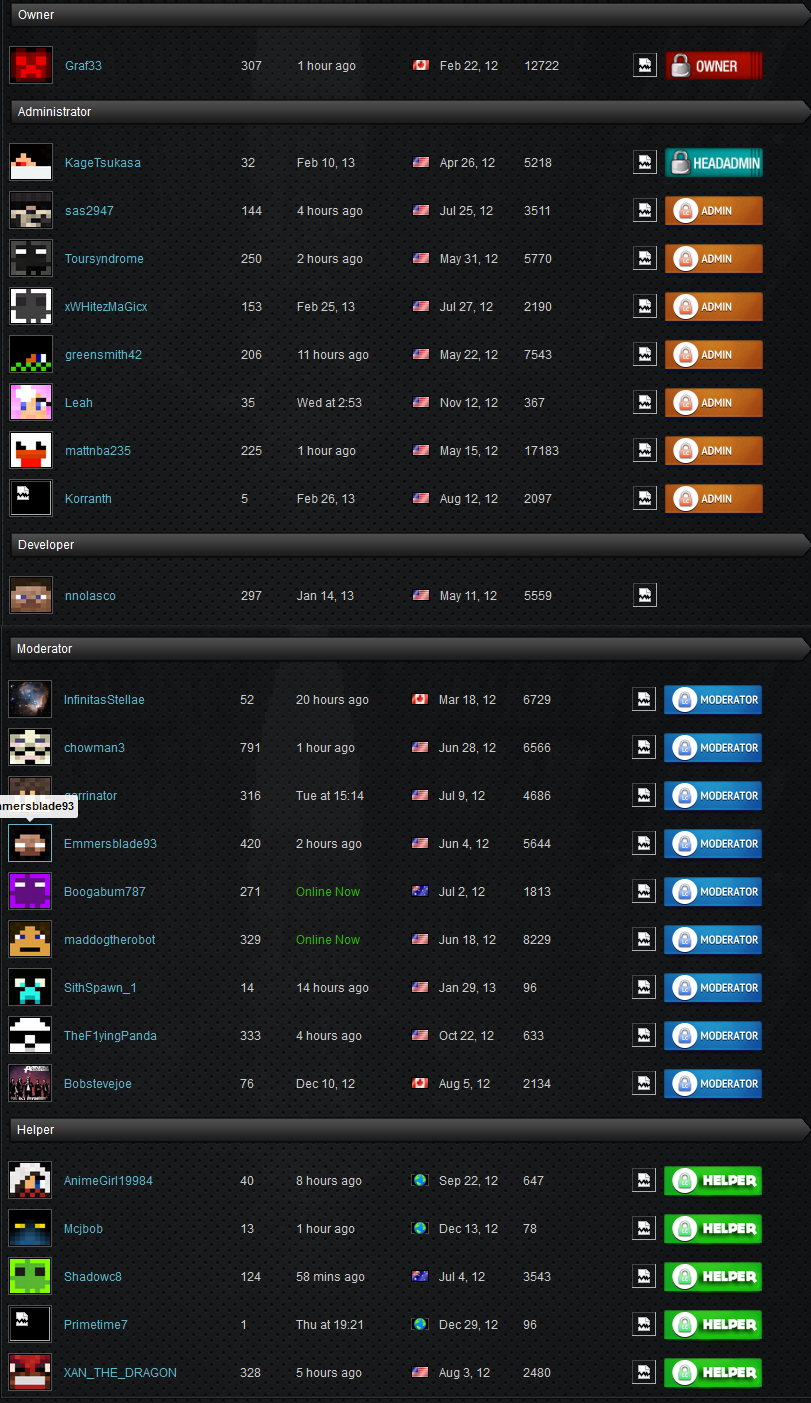 Owner
Graf33 307 1 hour ago Feb 22, 12 12722 OWNER
Administrator
KageTsukasa 32 Feb 10, 13 Apr 26, 12 5218 HEADADMIN
sas2947 144 4 hours ago Jul 25, 12 3511 ADMIN
Toursyndrome 250 2 hours ago May 31, 12 5770 ADMIN
xWHitezMaGicx 153 Feb 25, 13 Jul 27, 12 2190 ADMIN
greensmith42 206 11 hours ago May 22, 12 7543 ADMIN
Leah 35 Wed at 2:53 Nov 12, 12 367 ADMIN
mattnba235 225 1 hour ago May 15, 12 17183 ADMIN
Korranth 5 Feb 26, 13 Aug 12, 12 2097 ADMIN
Developer
nnolasco 297 Jan 14, 13 May 11, 12 5559
Moderator
InfinitasStellae 52 20 hours ago Mar 18, 12 6729 MODERATOR
chowman3 791 1 hour ago Jun 28, 12 6566 MODERATOR
rrinator 316 Tue at 15:14 Jul 9, 12 4686 MODERATOR
mmersblade93
Emmersblade93 420 2 hours ago Jun 4, 12 5644 MODERATOR
Boogabum787 271 Online Now Jul 2, 12 1813 MODERATOR
maddogtherobot 329 Online Now Jun 18, 12 8229 MODERATOR
SithSpawn_1 14 14 hours ago Jan 29, 13 96 MODERATOR
TheF1yingPanda 333 4 hours ago Oct 22, 12 633 MODERATOR
Bobstevejoe 76 Dec 10, 12 Aug 5, 12 2134 MODERATOR
Helper
AnimeGirl19984 40 8 hours ago Sep 22, 12 647 HELPER
Mcjbob 13 1 hour ago Dec 13, 12 78 HELPER
Shadowc8 124 58 mins ago Jul 4, 12 3543 HELPER
Primetime7 1 Thu at 19:21 Dec 29, 12 96 HELPER
XAN_THE_DRAGON 328 5 hours ago Aug 3, 12 2480 HELPER